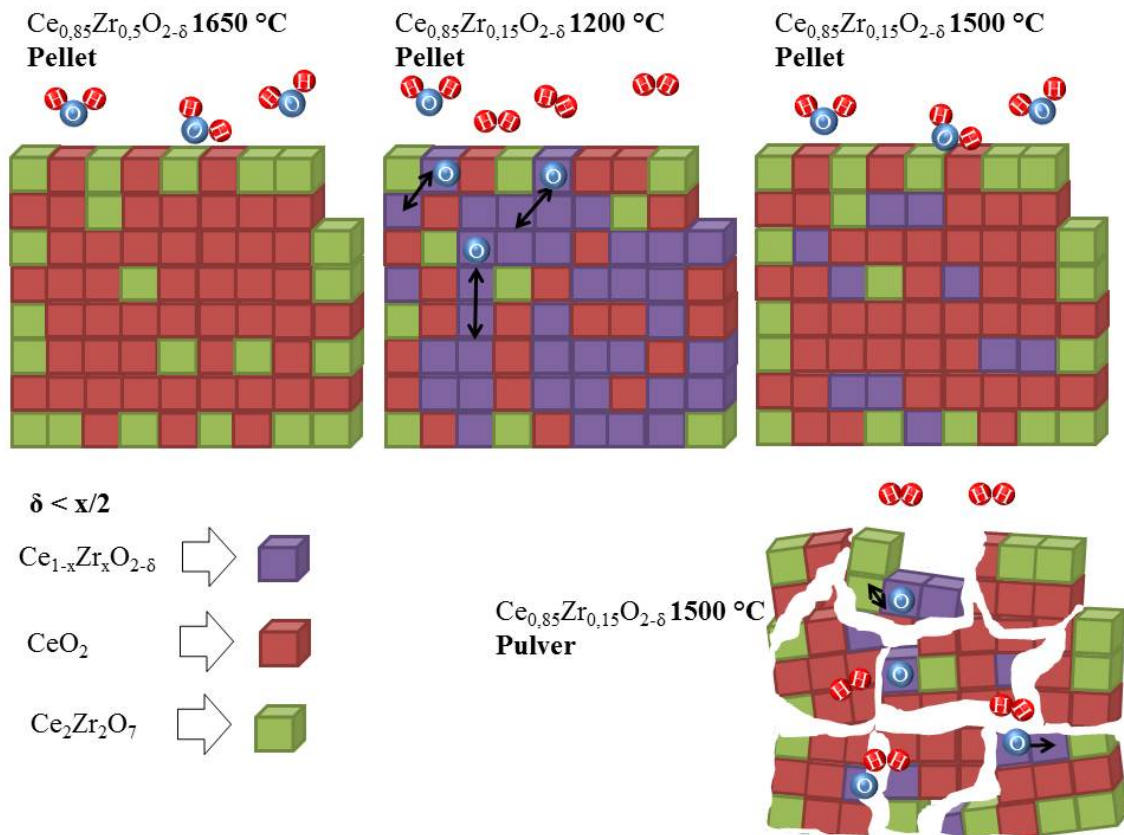 Ce₀,₈₅Zr₀,₅O₂₋δ 1650 °C
Pellet
Ce₀,₈₅Zr₀,₁₅O₂₋δ 1200 °C
Pellet
Ce₀,₈₅Zr₀,₁₅O₂₋δ 1500 °C
Pellet
H H
O
H
O H
H H
O
H H
O
H H
H H
H H
O
O
O
H H
O
H
O H
H H
O
δ < x/2
Ce₁₋ₓZrₓO₂₋δ
CeO₂
Ce₂Zr₂O₇
Ce₀,₈₅Zr₀,₁₅O₂₋δ 1500 °C
Pulver
H H
H H
O
O
H H
H H
O
H H
O